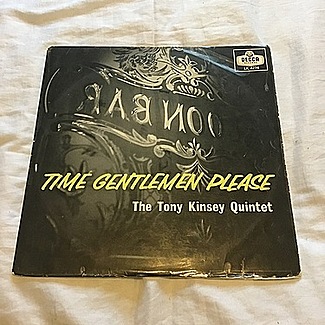 DECCA
OON BAR
TIME GENTLEMEN PLEASE
The Tony Kinsey Quintet